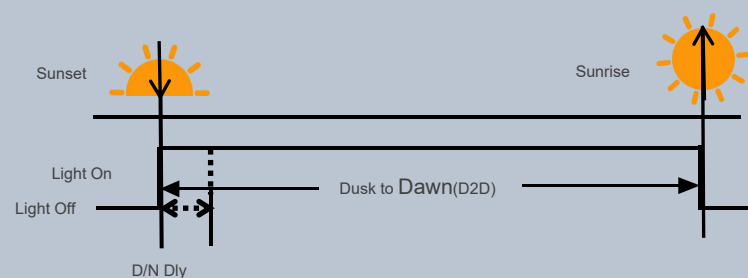 Sunset
Sunrise
Light On
Dusk to Dawn(D2D)
Light Off
D/N Dly